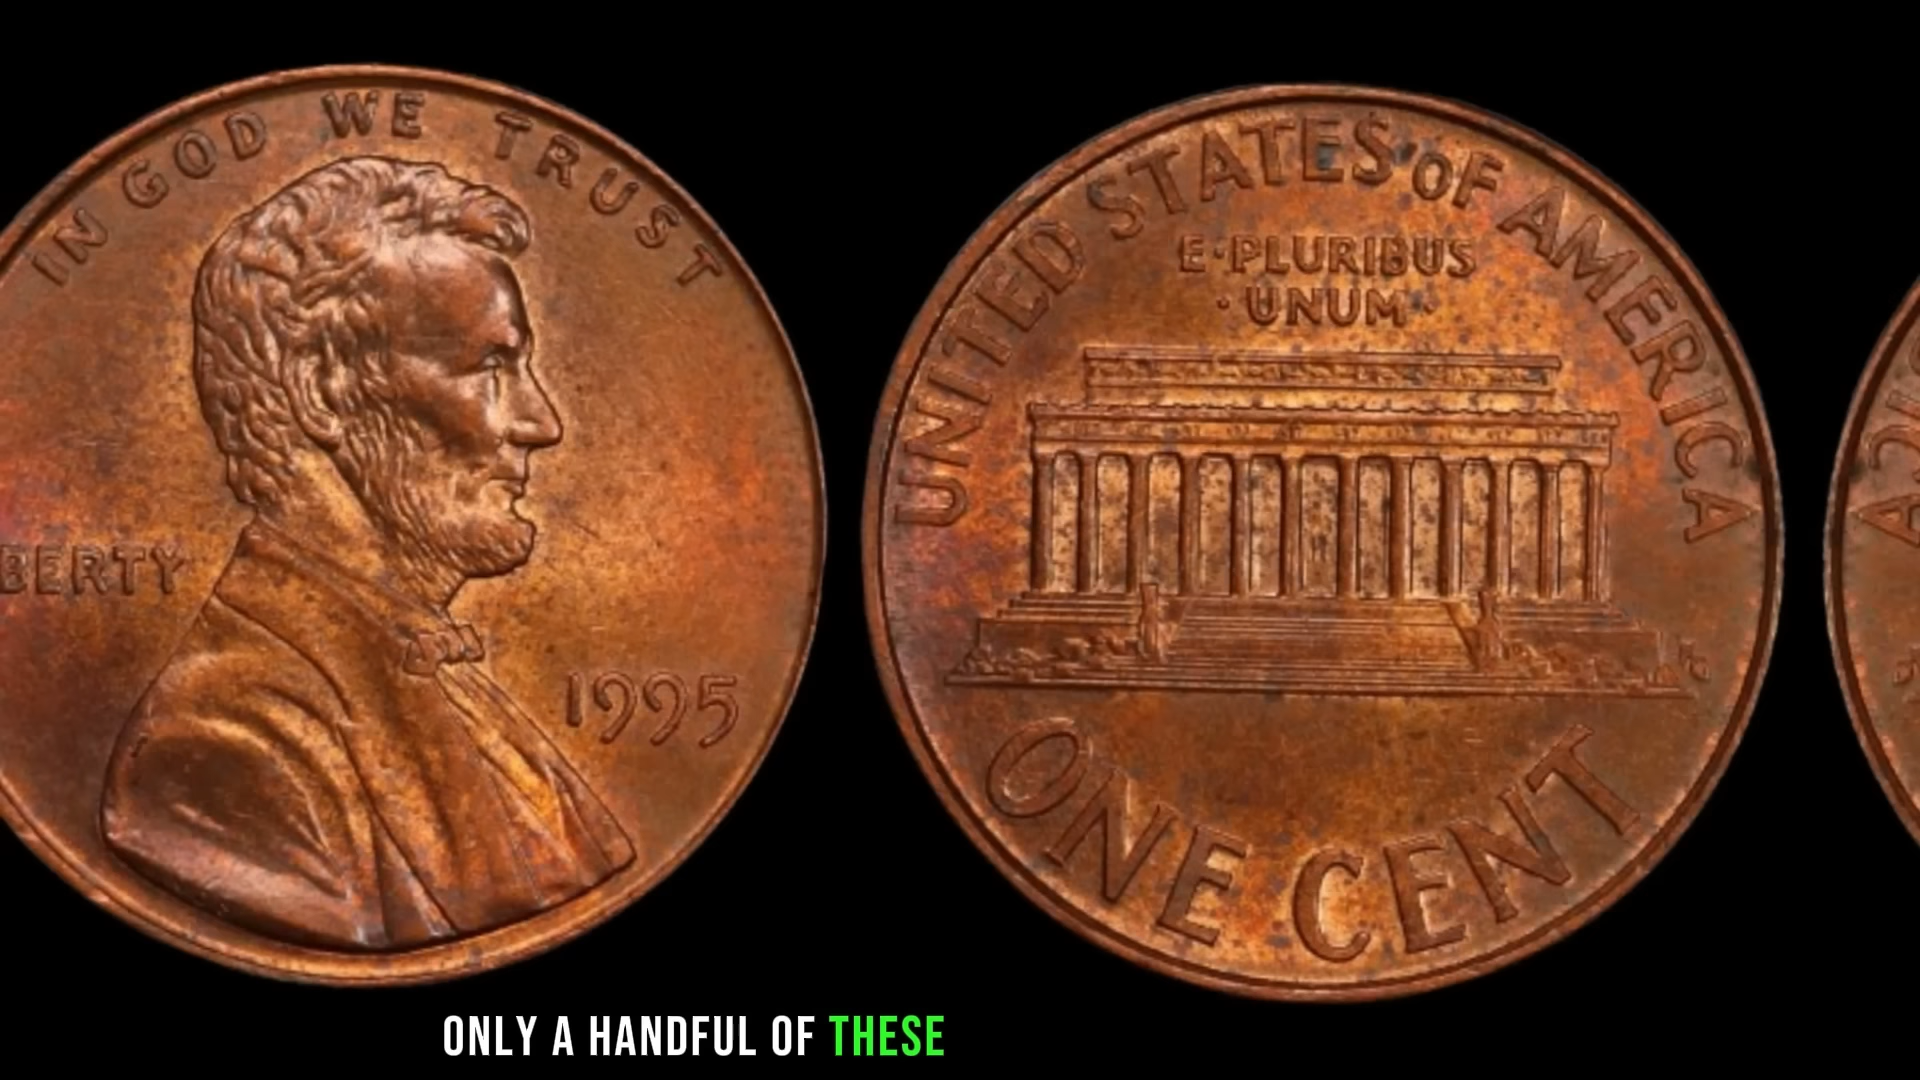 IN GOD WE TRUST
BERTY
1995
UNITED STATES OF AMERICA
E·PLURIBUS
·UNUM·
ONE CENT
ONLY A HANDFUL OF THESE